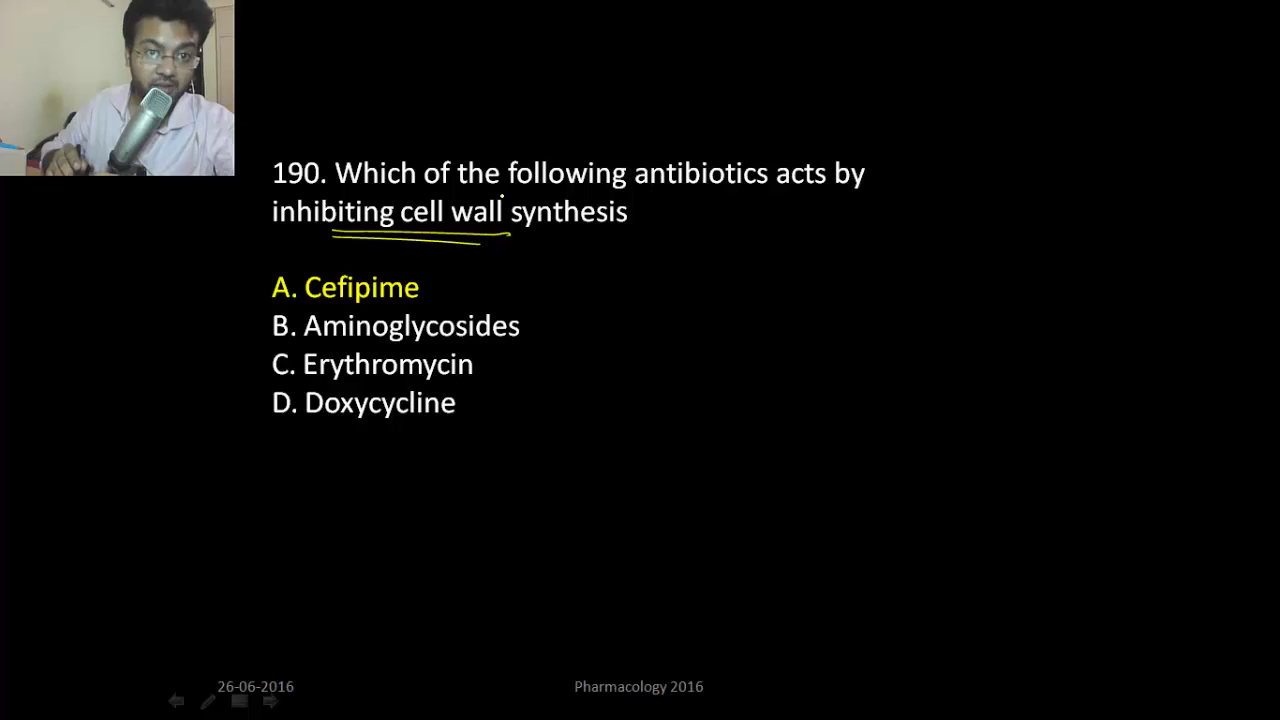 190. Which of the following antibiotics acts by
inhibiting cell wall synthesis
A. Cefipime
B. Aminoglycosides
C. Erythromycin
D. Doxycycline
26-06-2016
Pharmacology 2016